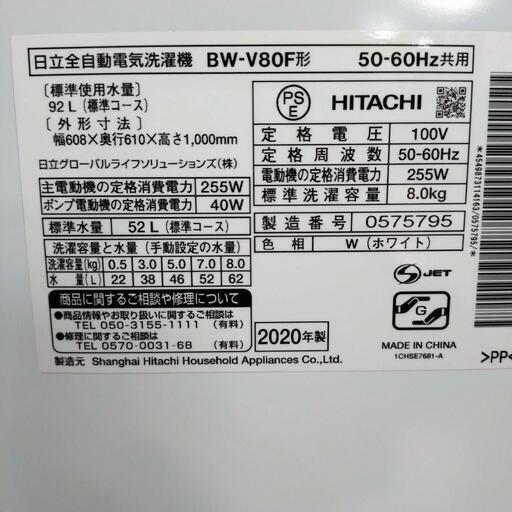 日立全自動電気洗濯機 BW-V80F形 50-60Hz共用
〔標準使用水量〕
92 L (標準コース)
〔外形寸法〕
幅608×奥行610×高さ1,000mm
日立グローバルライフソリューションズ(株)
主電動機の定格消費電力 255W
ポンプ電動機の定格消費電力 40W
標準水量 52 L (標準コース)
洗濯容量と水量 (手動設定の水量)
洗濯容量(kg) 0.5 3.0 5.0 7.0 8.0
水量(L) 22 38 46 52 62
商品に関するご相談や修理について
●商品情報やお取り扱いに関するご相談
TEL 050-3155-1111 (有料)
●修理に関するご相談
TEL 0570-0031-68 (有料)
PS
E
HITACHI
定格電圧 100V
定格周波数 50-60Hz
電動機の定格消費電力 255W
標準洗濯容量 8.0kg
製造番号 0575795
色相 W (ホワイト)
2020年製
S JET
MADE IN CHINA
1CHSE7681-A
製造元 Shanghai Hitachi Household Appliances Co.,Ltd.
*4549873114163/0575795/*
>PP<